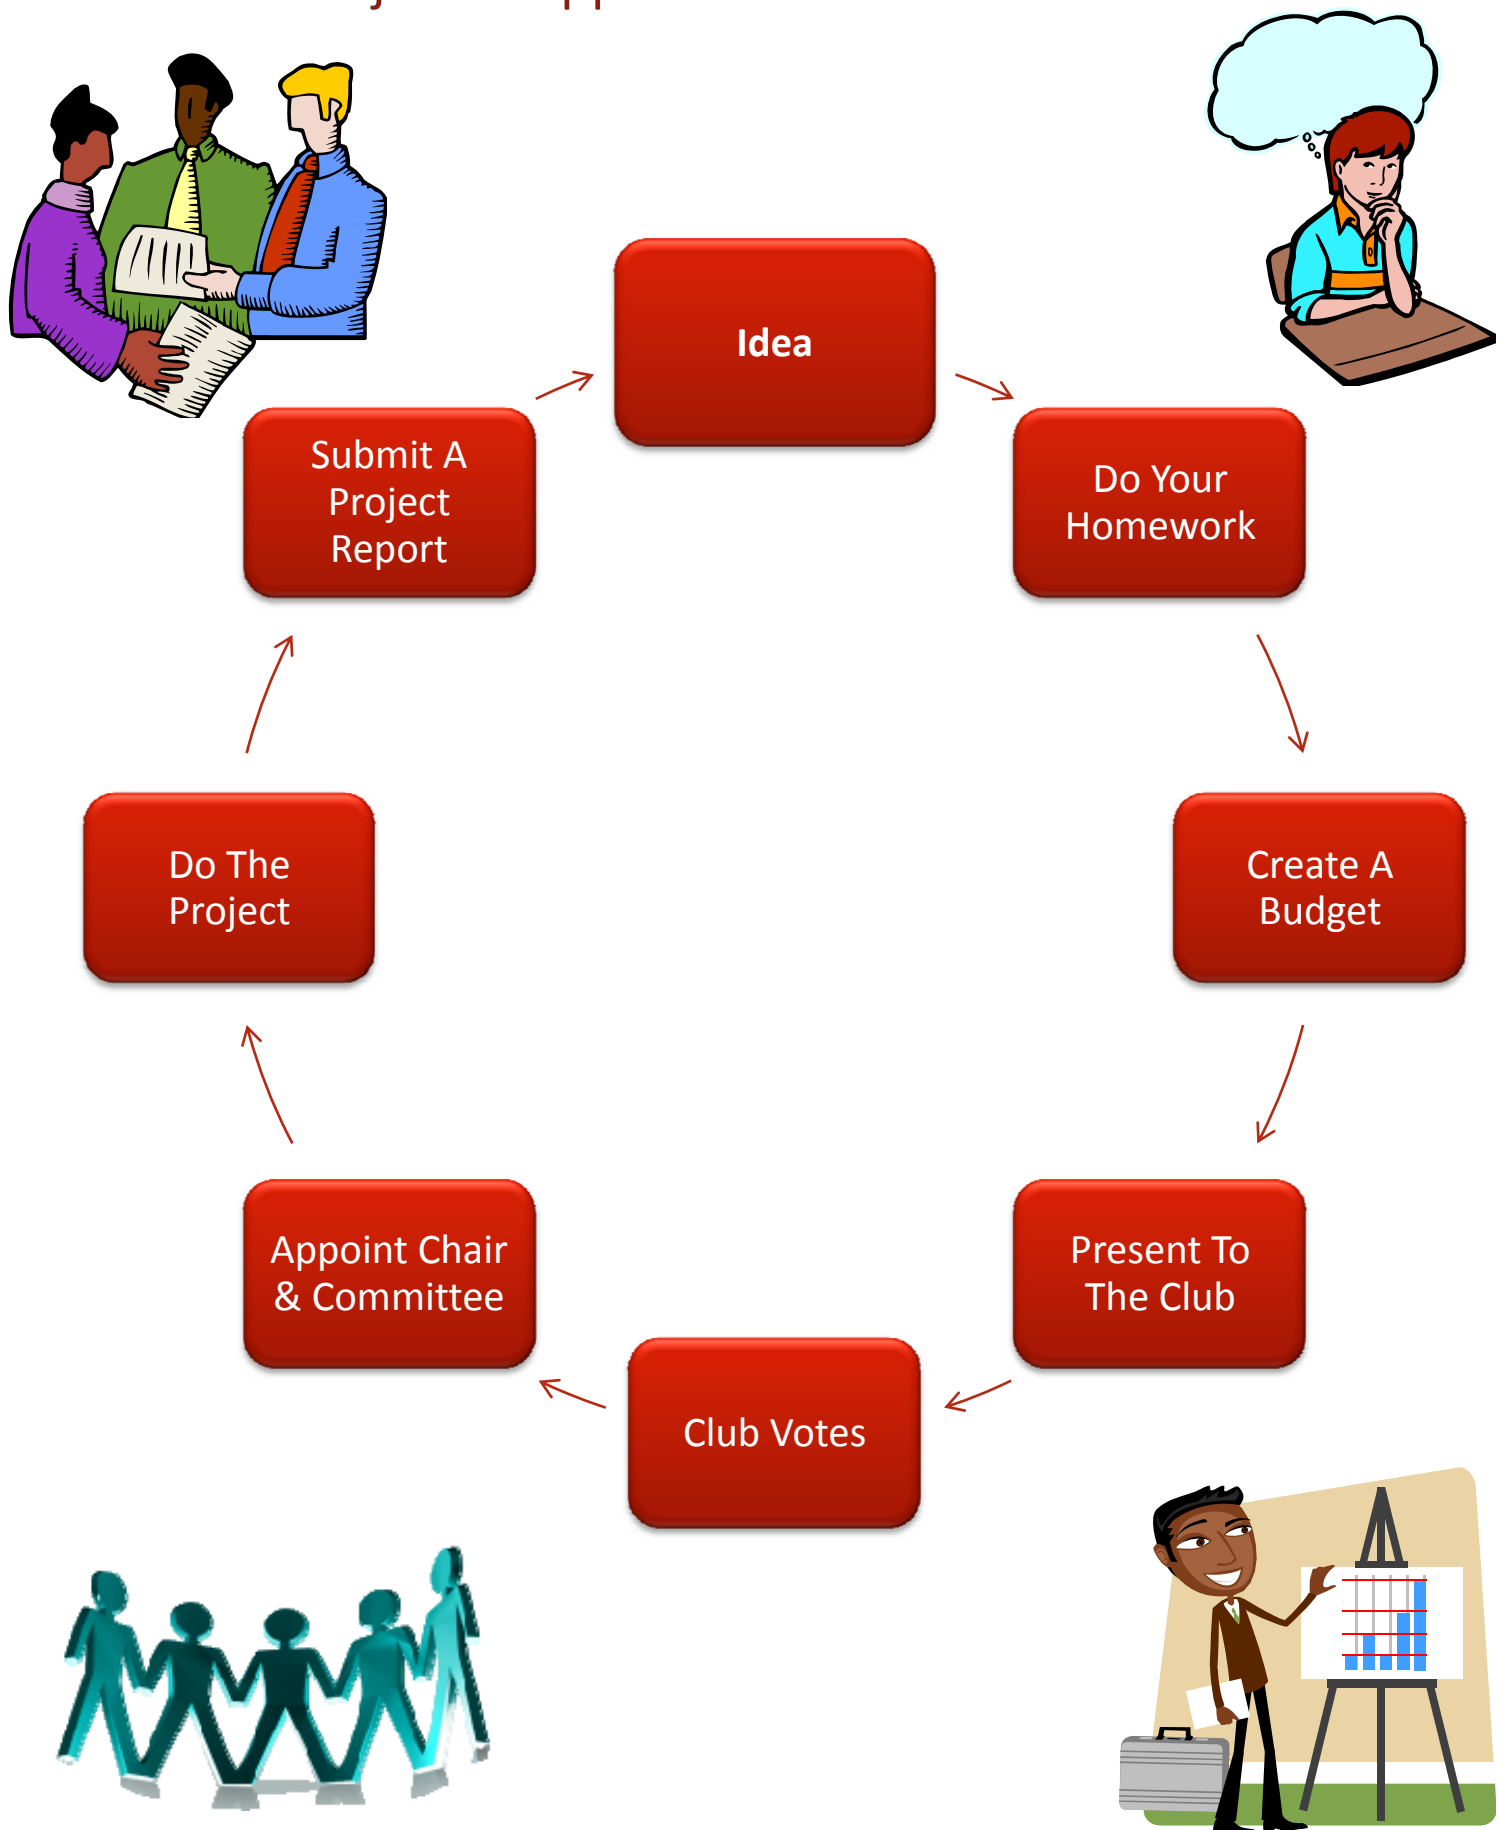 Idea
Do Your
Homework
Create A
Budget
Present To
The Club
Club Votes
Appoint Chair
& Committee
Do The
Project
Submit A
Project
Report